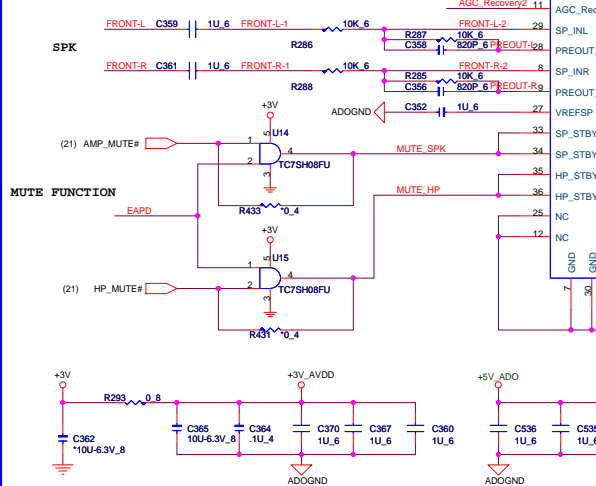 AGC_Recovery2 11 AGC_Rec
FRONT-L C359 1U_6 FRONT-L-1 10K_6 FRONT-L-2 29 SP_INL
R286 R287 10K_6
C358 820P_6 PREOUT-L 28 PREOUT_
SPK
FRONT-R C361 1U_6 FRONT-R-1 10K_6 FRONT-R-2 8 SP_INR
R288 R285 10K_6
C356 820P_6 PREOUT-R 9 PREOUT_
ADOGND C352 1U_6 27 VREFSP
+3V
33 SP_STBY
(21) AMP_MUTE# 1 5 U14
2 4 MUTE_SPK 34 SP_STBY
3 TC7SH08FU
35 HP_STBY
MUTE FUNCTION
MUTE_HP 36 HP_STBY
EAPD R433 *0_4 25 NC
+3V
12 NC
1 5 U15
(21) HP_MUTE# 2 4
3 TC7SH08FU
GND GND
7 30
R431 *0_4
+3V +3V_AVDD +5V_ADO
R293 0_8
C362 *10U-6.3V_8
C365 10U-6.3V_8
C364 .1U_4
C370 1U_6
C367 1U_6
C360 1U_6
C536 1U_6
C535 1U_6
ADOGND ADOGND